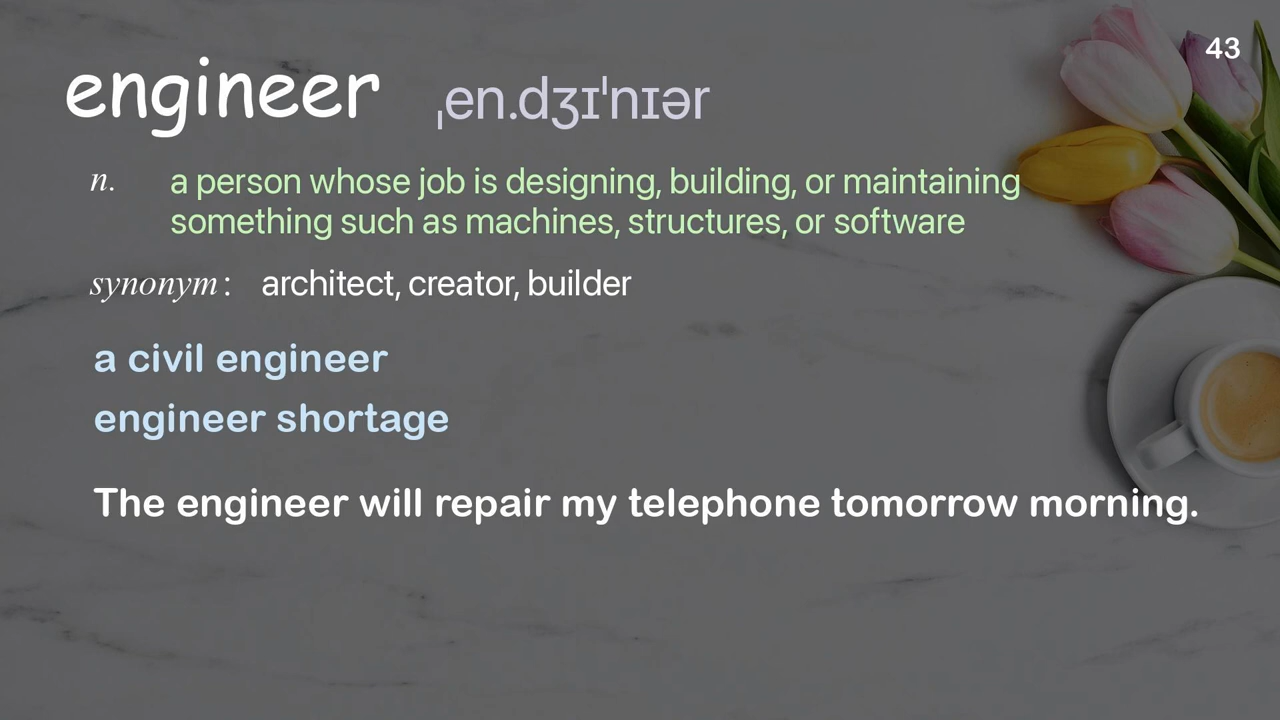 43
engineer ˌen.dʒɪˈnɪər
n. a person whose job is designing, building, or maintaining
something such as machines, structures, or software
synonym: architect, creator, builder
a civil engineer
engineer shortage
The engineer will repair my telephone tomorrow morning.